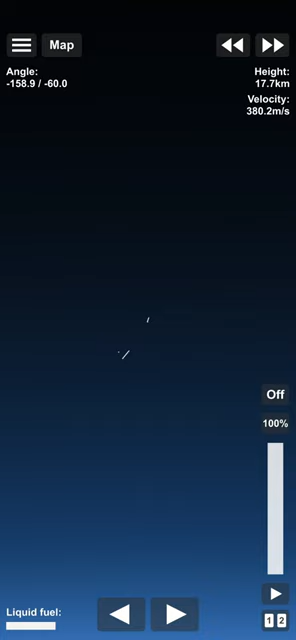 Map
Angle:
-158.9 / -60.0
Height:
17.7km
Velocity:
380.2m/s
Off
100%
Liquid fuel:
1 2